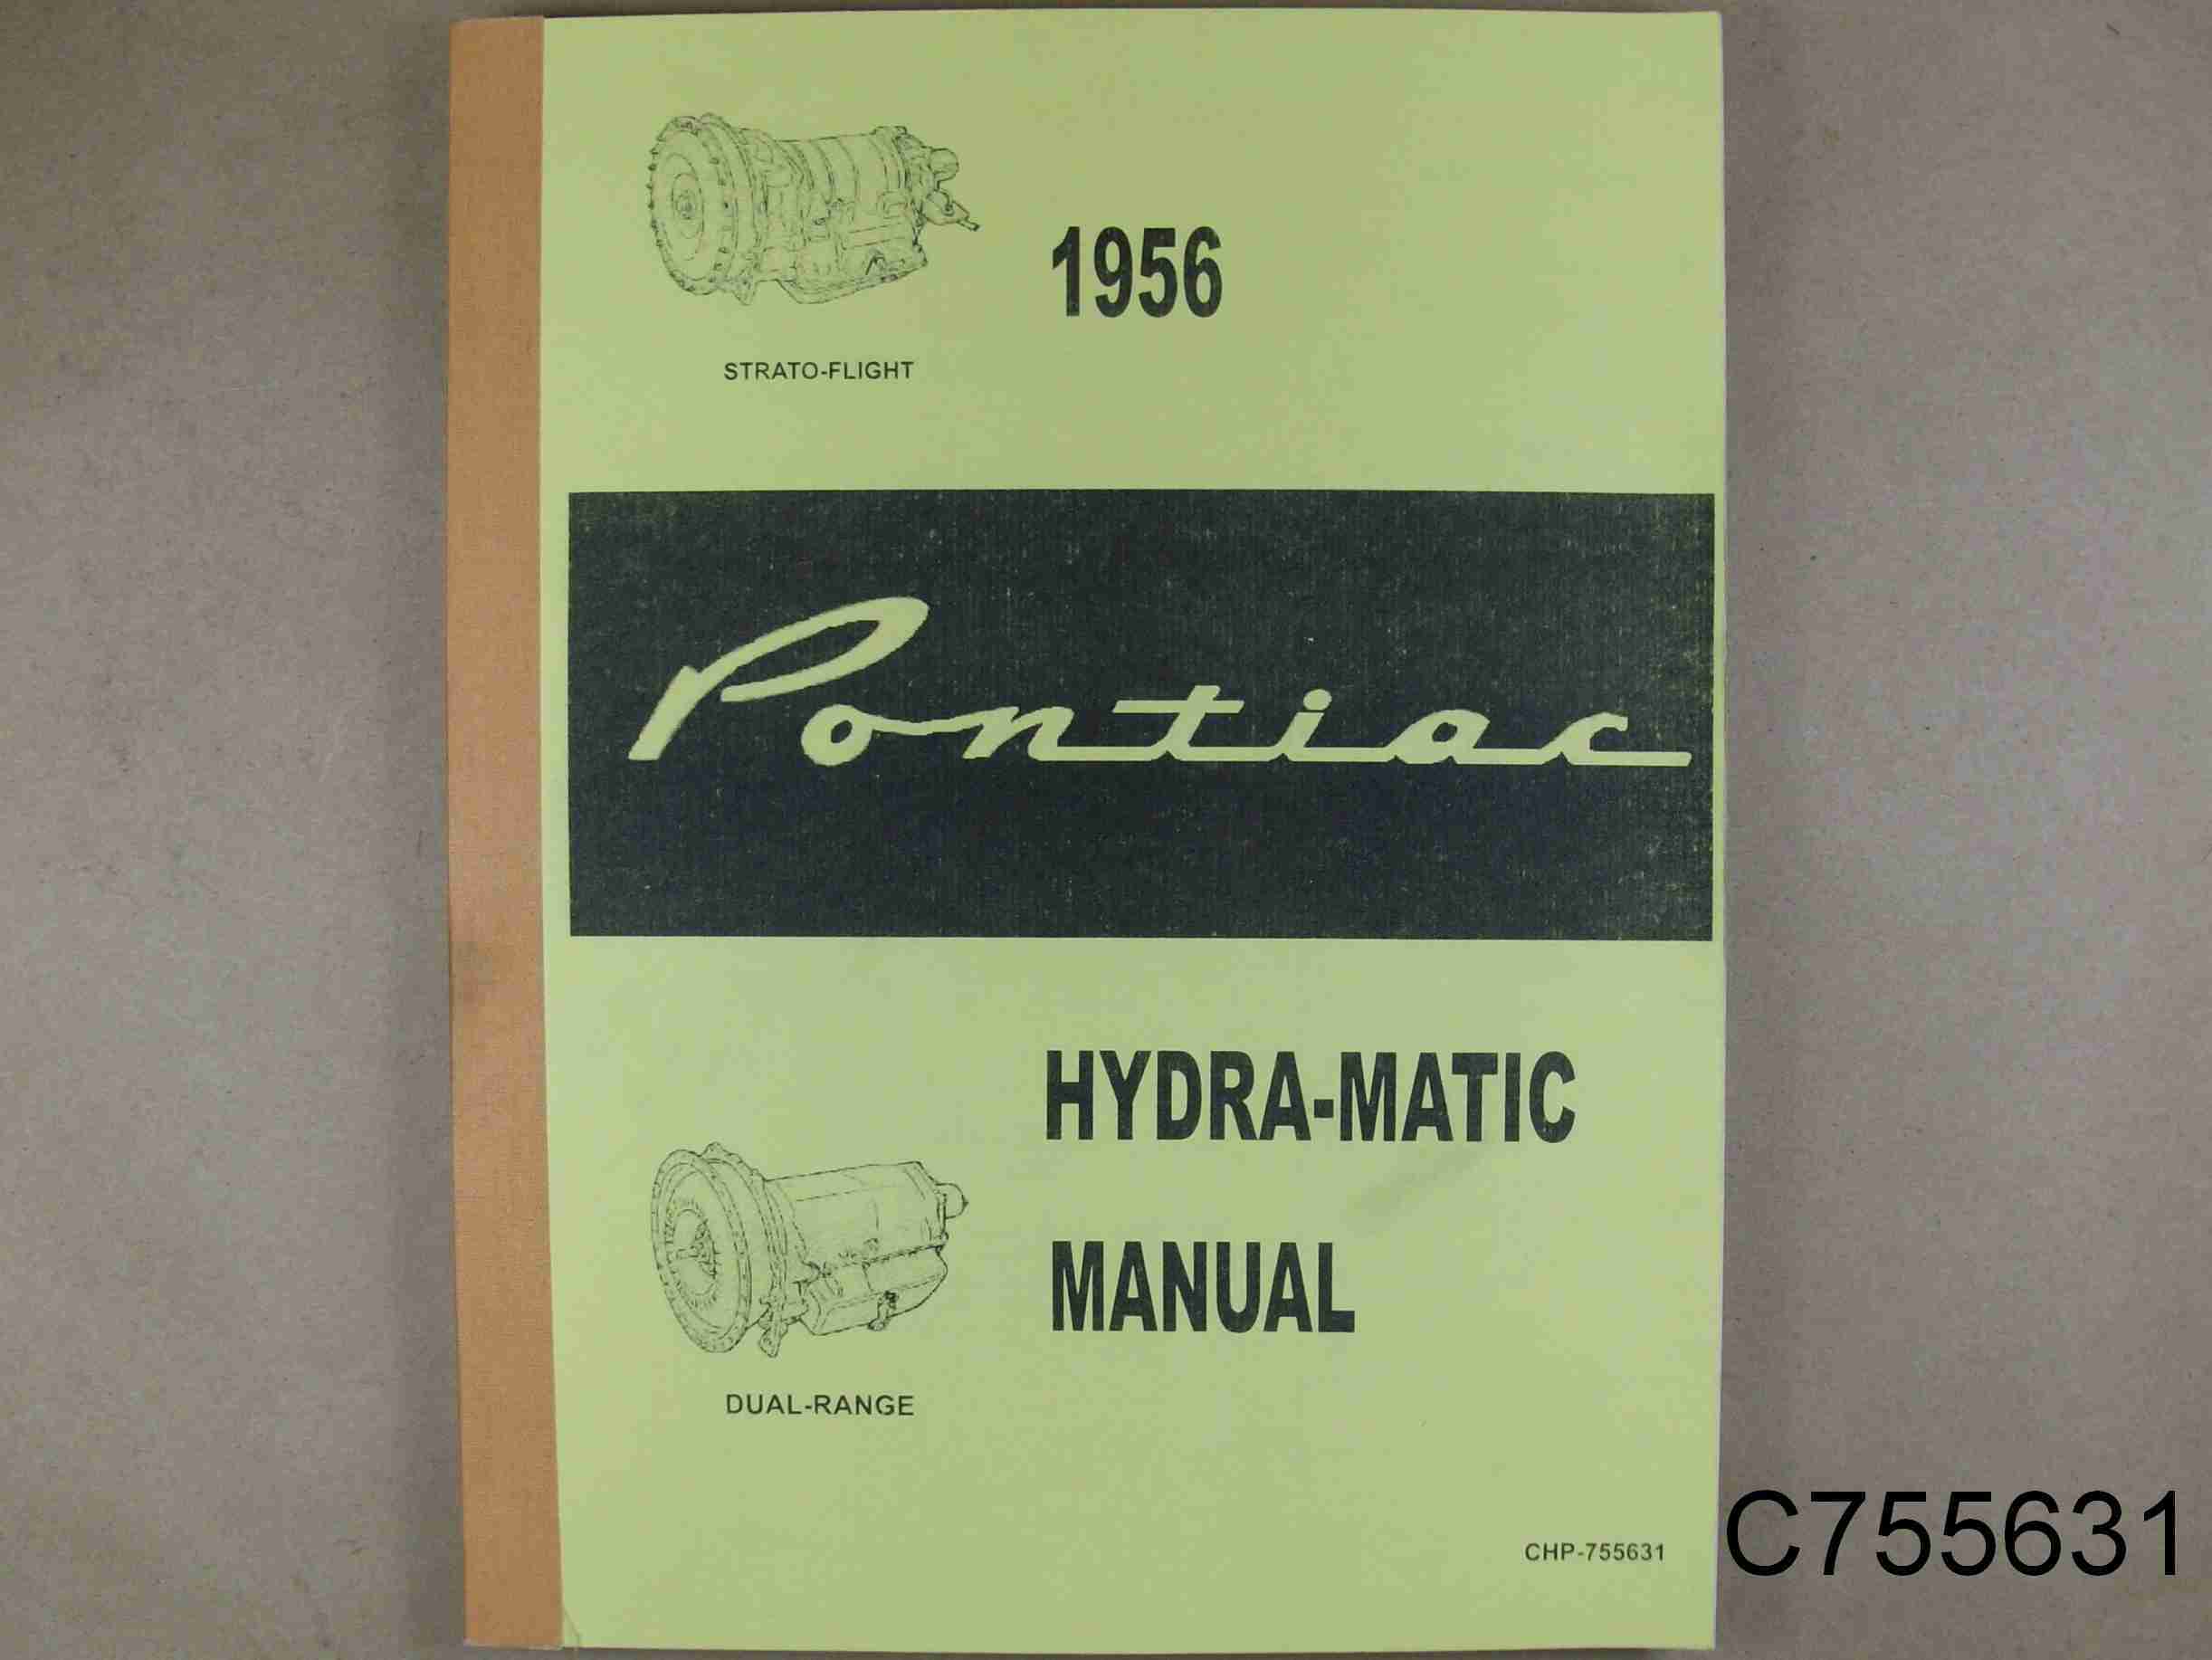 1956
STRATO-FLIGHT
Pontiac
HYDRA-MATIC
MANUAL
DUAL-RANGE
CHP-755631
C755631